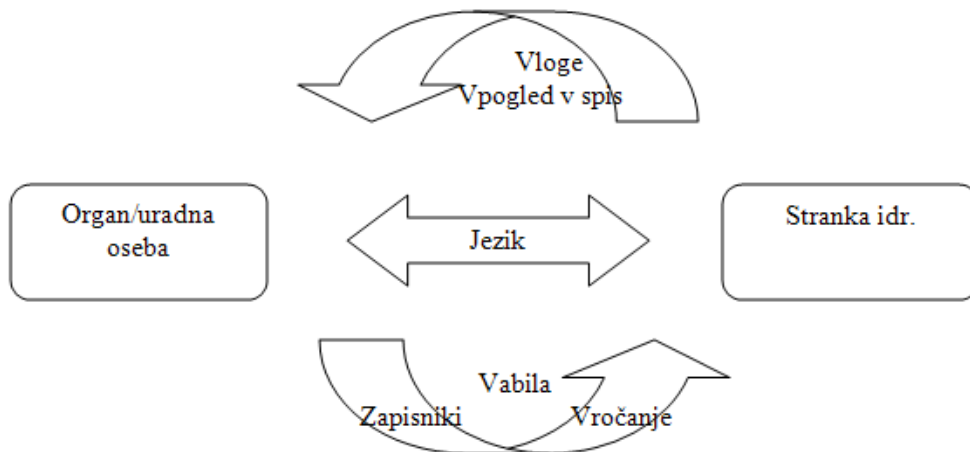 Vloge
Vpogled v spis
Organ/uradna
oseba
Jezik
Stranka idr.
Vabila
Zapisniki
Vročanje